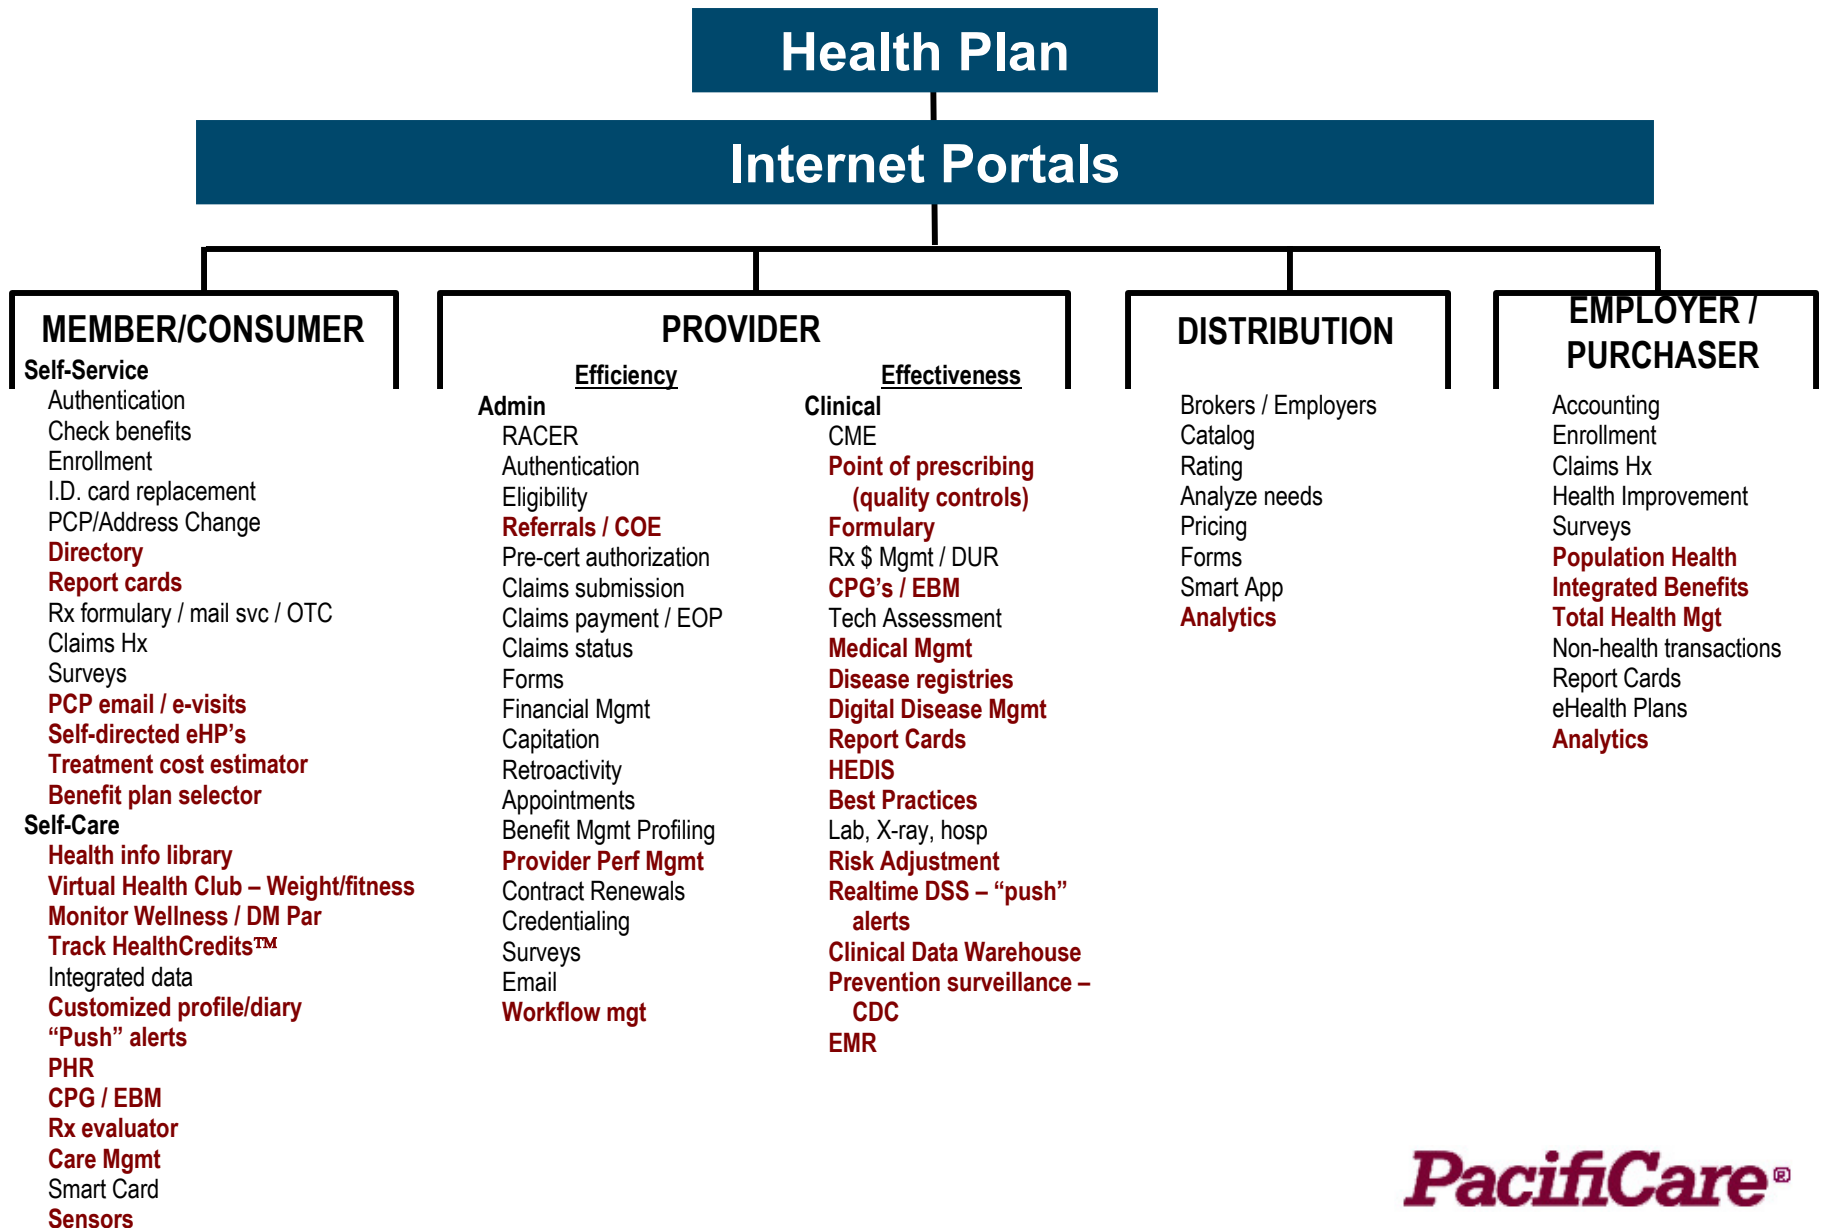 Health Plan
Internet Portals
MEMBER/CONSUMER
Self-Service
Authentication
Check benefits
Enrollment
I.D. card replacement
PCP/Address Change
Directory
Report cards
Rx formulary / mail svc / OTC
Claims Hx
Surveys
PCP email / e-visits
Self-directed eHP's
Treatment cost estimator
Benefit plan selector
Self-Care
Health info library
Virtual Health Club – Weight/fitness
Monitor Wellness / DM Par
Track HealthCredits™
Integrated data
Customized profile/diary
“Push” alerts
PHR
CPG / EBM
Rx evaluator
Care Mgmt
Smart Card
Sensors
PROVIDER
Efficiency
Admin
RACER
Authentication
Eligibility
Referrals / COE
Pre-cert authorization
Claims submission
Claims payment / EOP
Claims status
Forms
Financial Mgmt
Capitation
Retroactivity
Appointments
Benefit Mgmt Profiling
Provider Perf Mgmt
Contract Renewals
Credentialing
Surveys
Email
Workflow mgt
Effectiveness
Clinical
CME
Point of prescribing
(quality controls)
Formulary
Rx $ Mgmt / DUR
CPG's / EBM
Tech Assessment
Medical Mgmt
Disease registries
Digital Disease Mgmt
Report Cards
HEDIS
Best Practices
Lab, X-ray, hosp
Risk Adjustment
Realtime DSS – “push”
alerts
Clinical Data Warehouse
Prevention surveillance –
CDC
EMR
DISTRIBUTION
Brokers / Employers
Catalog
Rating
Analyze needs
Pricing
Forms
Smart App
Analytics
EMPLOYER /
PURCHASER
Accounting
Enrollment
Claims Hx
Health Improvement
Surveys
Population Health
Integrated Benefits
Total Health Mgt
Non-health transactions
Report Cards
eHealth Plans
Analytics
PacifiCare®